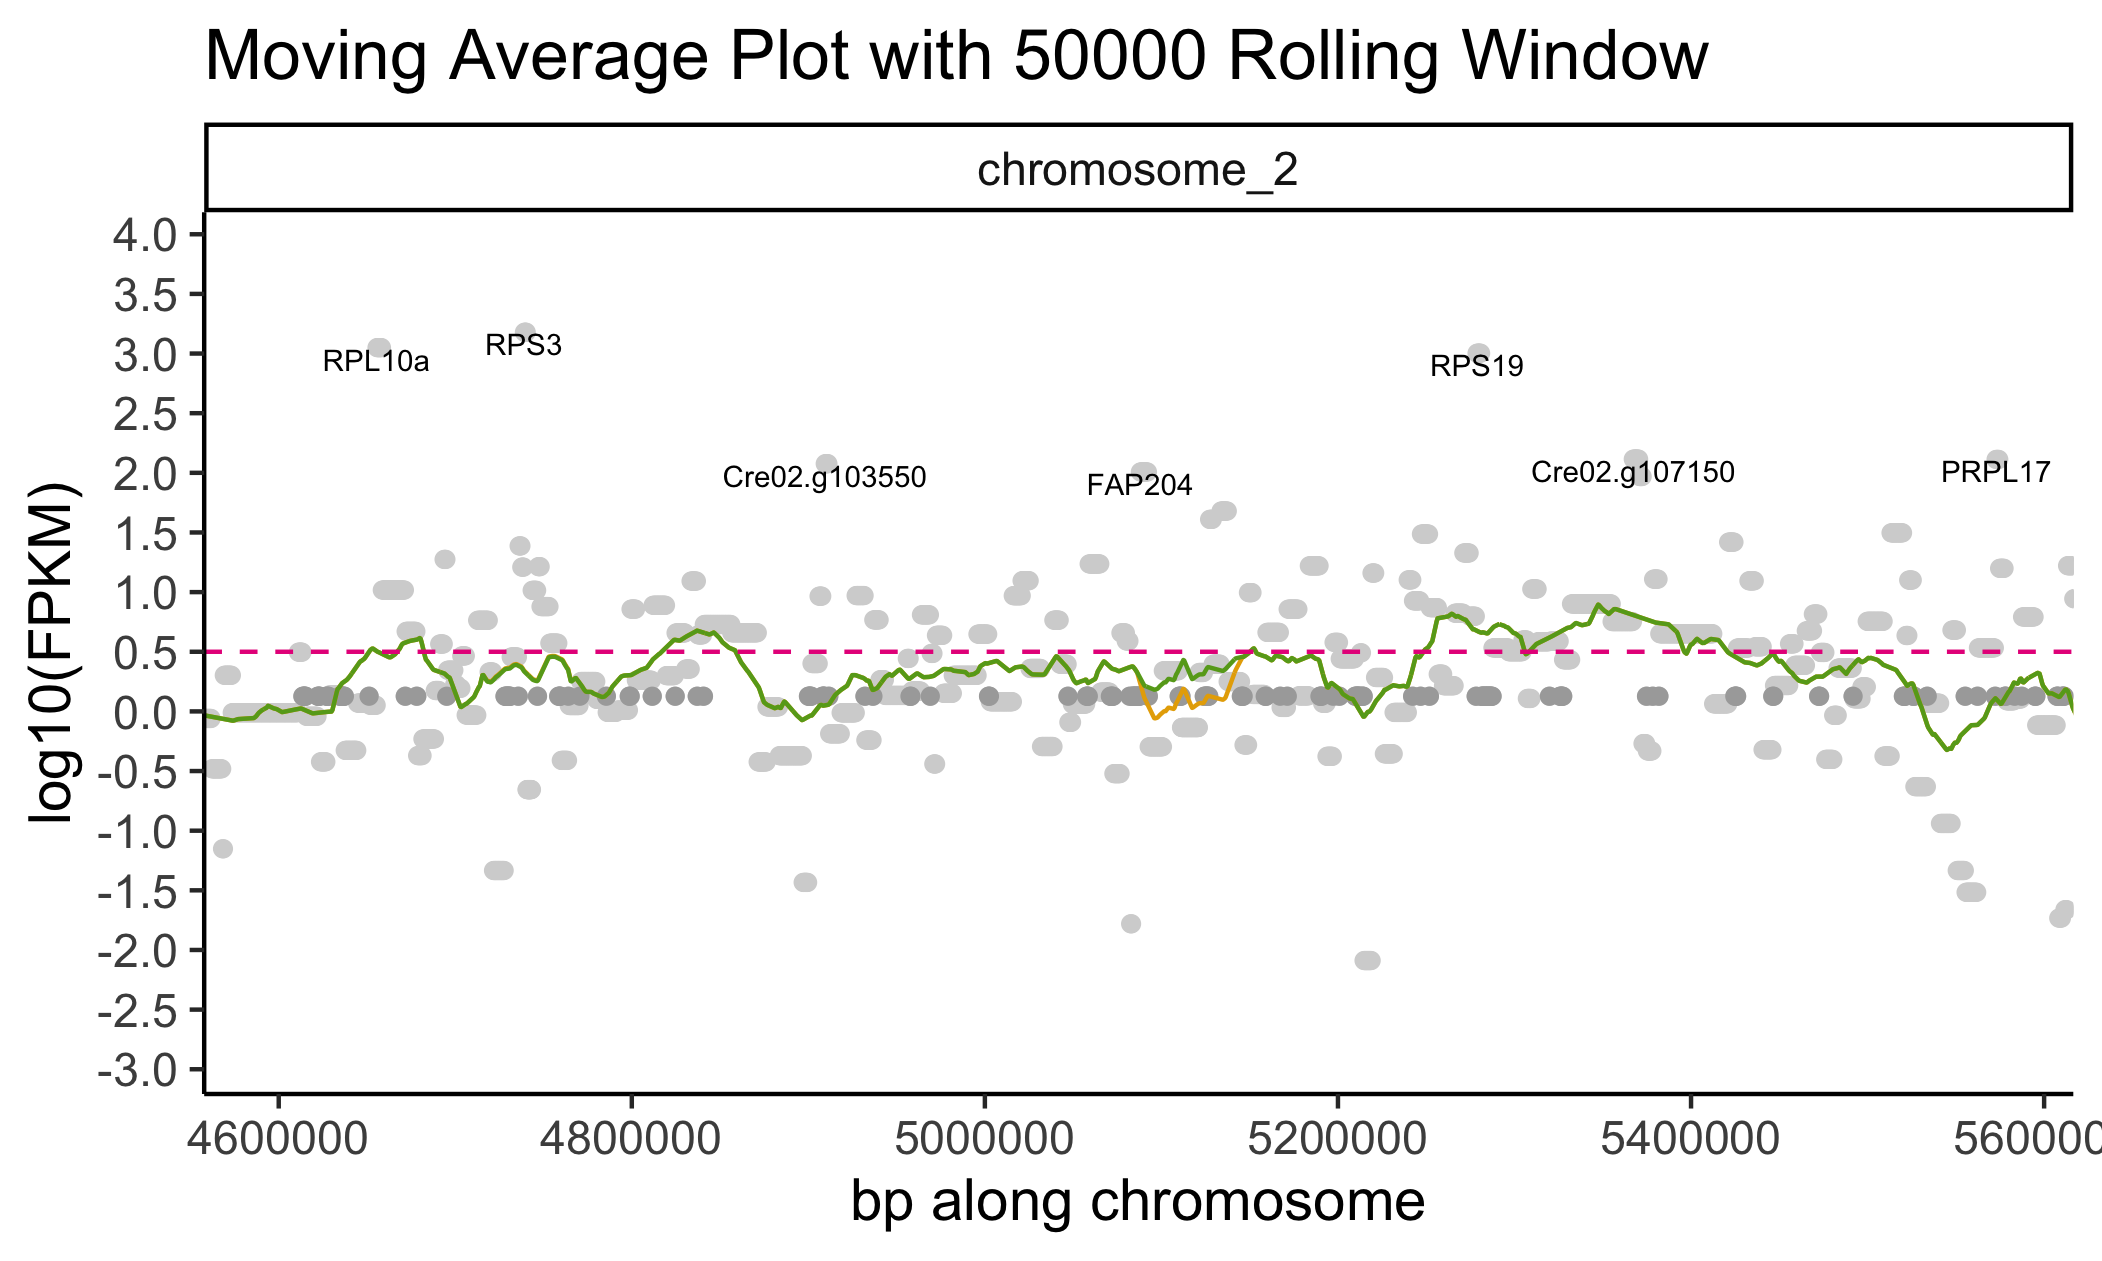 Moving Average Plot with 50000 Rolling Window
chromosome_2
log10(FPKM)
4.0
3.5
3.0
2.5
2.0
1.5
1.0
0.5
0.0
-0.5
-1.0
-1.5
-2.0
-2.5
-3.0
RPL10a
RPS3
RPS19
Cre02.g103550
FAP204
Cre02.g107150
PRPL17
4600000 4800000 5000000 5200000 5400000 560000
bp along chromosome